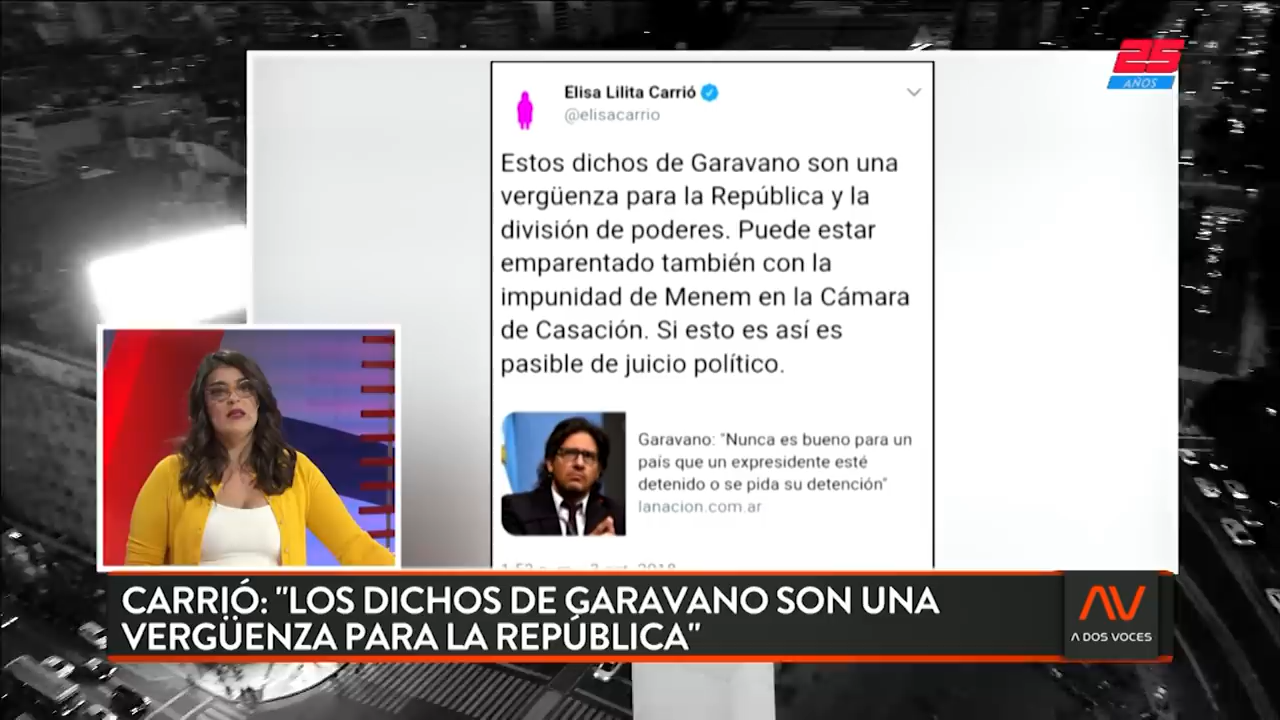 25
AÑOS
Elisa Lilita Carrió
@elisacarrio
Estos dichos de Garavano son una
vergüenza para la República y la
división de poderes. Puede estar
emparentado también con la
impunidad de Menem en la Cámara
de Casación. Si esto es así es
pasible de juicio político.
Garavano: "Nunca es bueno para un
país que un expresidente esté
detenido o se pida su detención"
lanacion.com.ar
CARRIÓ: "LOS DICHOS DE GARAVANO SON UNA
VERGÜENZA PARA LA REPÚBLICA"
AV
A DOS VOCES